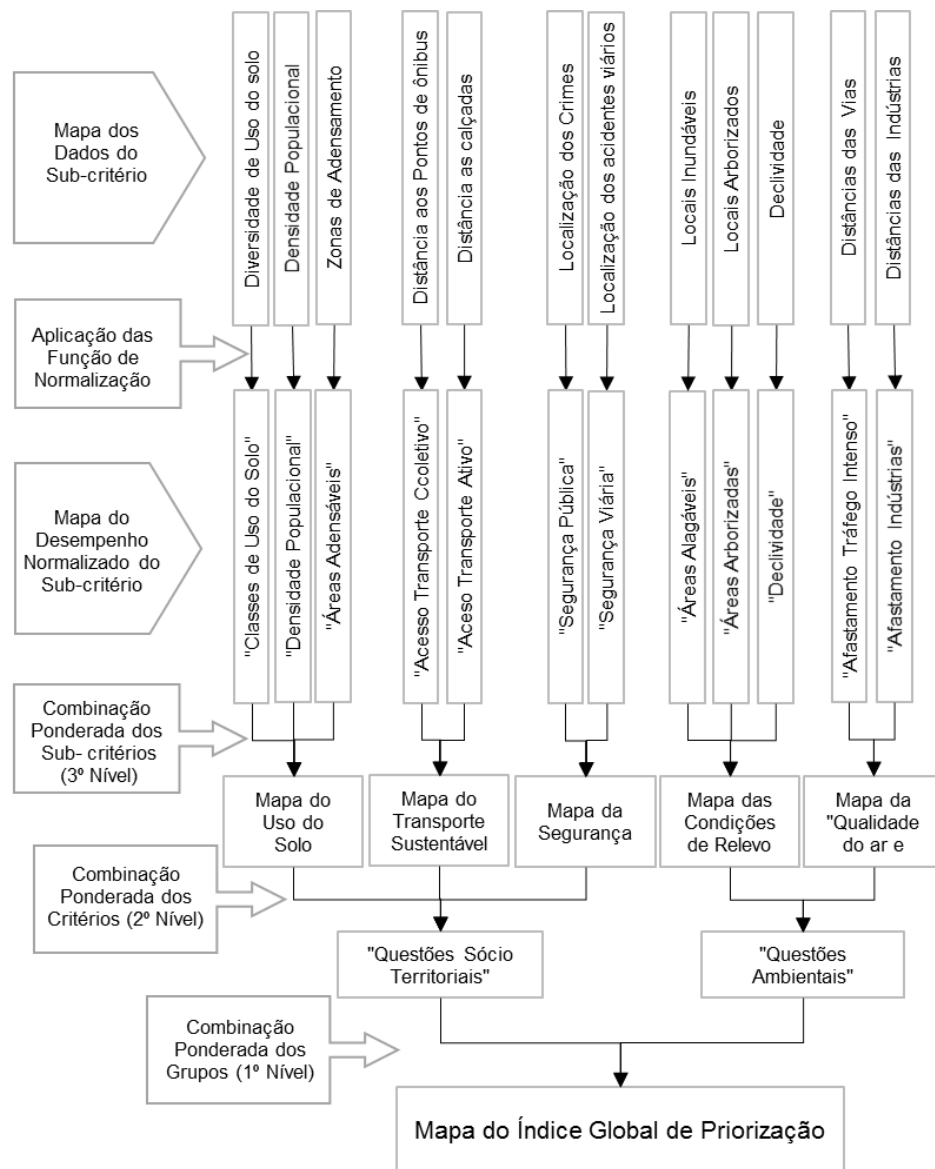 Mapa dos
Dados do
Sub-critério
Diversidade de Uso do solo
Densidade Populacional
Zonas de Adensamento
Distância aos Pontos de ônibus
Distância as calçadas
Localização dos Crimes
Localização dos acidentes viários
Locais Inundáveis
Locais Arborizados
Declividade
Distâncias das Vias
Distâncias das Indústrias
Aplicação das
Função de
Normalização
Mapa do
Desempenho
Normalizado do
Sub-critério
"Classes de Uso do Solo"
"Densidade Populacional"
"Áreas Adensáveis"
"Acesso Transporte Ccoletivo"
"Aceso Transporte Ativo"
"Segurança Pública"
"Segurança Viária"
"Áreas Alagáveis"
"Áreas Arborizadas"
"Declividade"
"Afastamento Tráfego Intenso"
"Afastamento Indústrias"
Combinação
Ponderada dos
Sub- critérios
(3º Nível)
Mapa do
Uso do
Solo
Mapa do
Transporte
Sustentável
Mapa da
Segurança
Mapa das
Condições
de Relevo
Mapa da
"Qualidade
do ar e
Combinação
Ponderada dos
Critérios (2º Nível)
"Questões Sócio
Territoriais"
"Questões
Ambientais"
Combinação
Ponderada dos
Grupos (1º Nível)
Mapa do Índice Global de Priorização